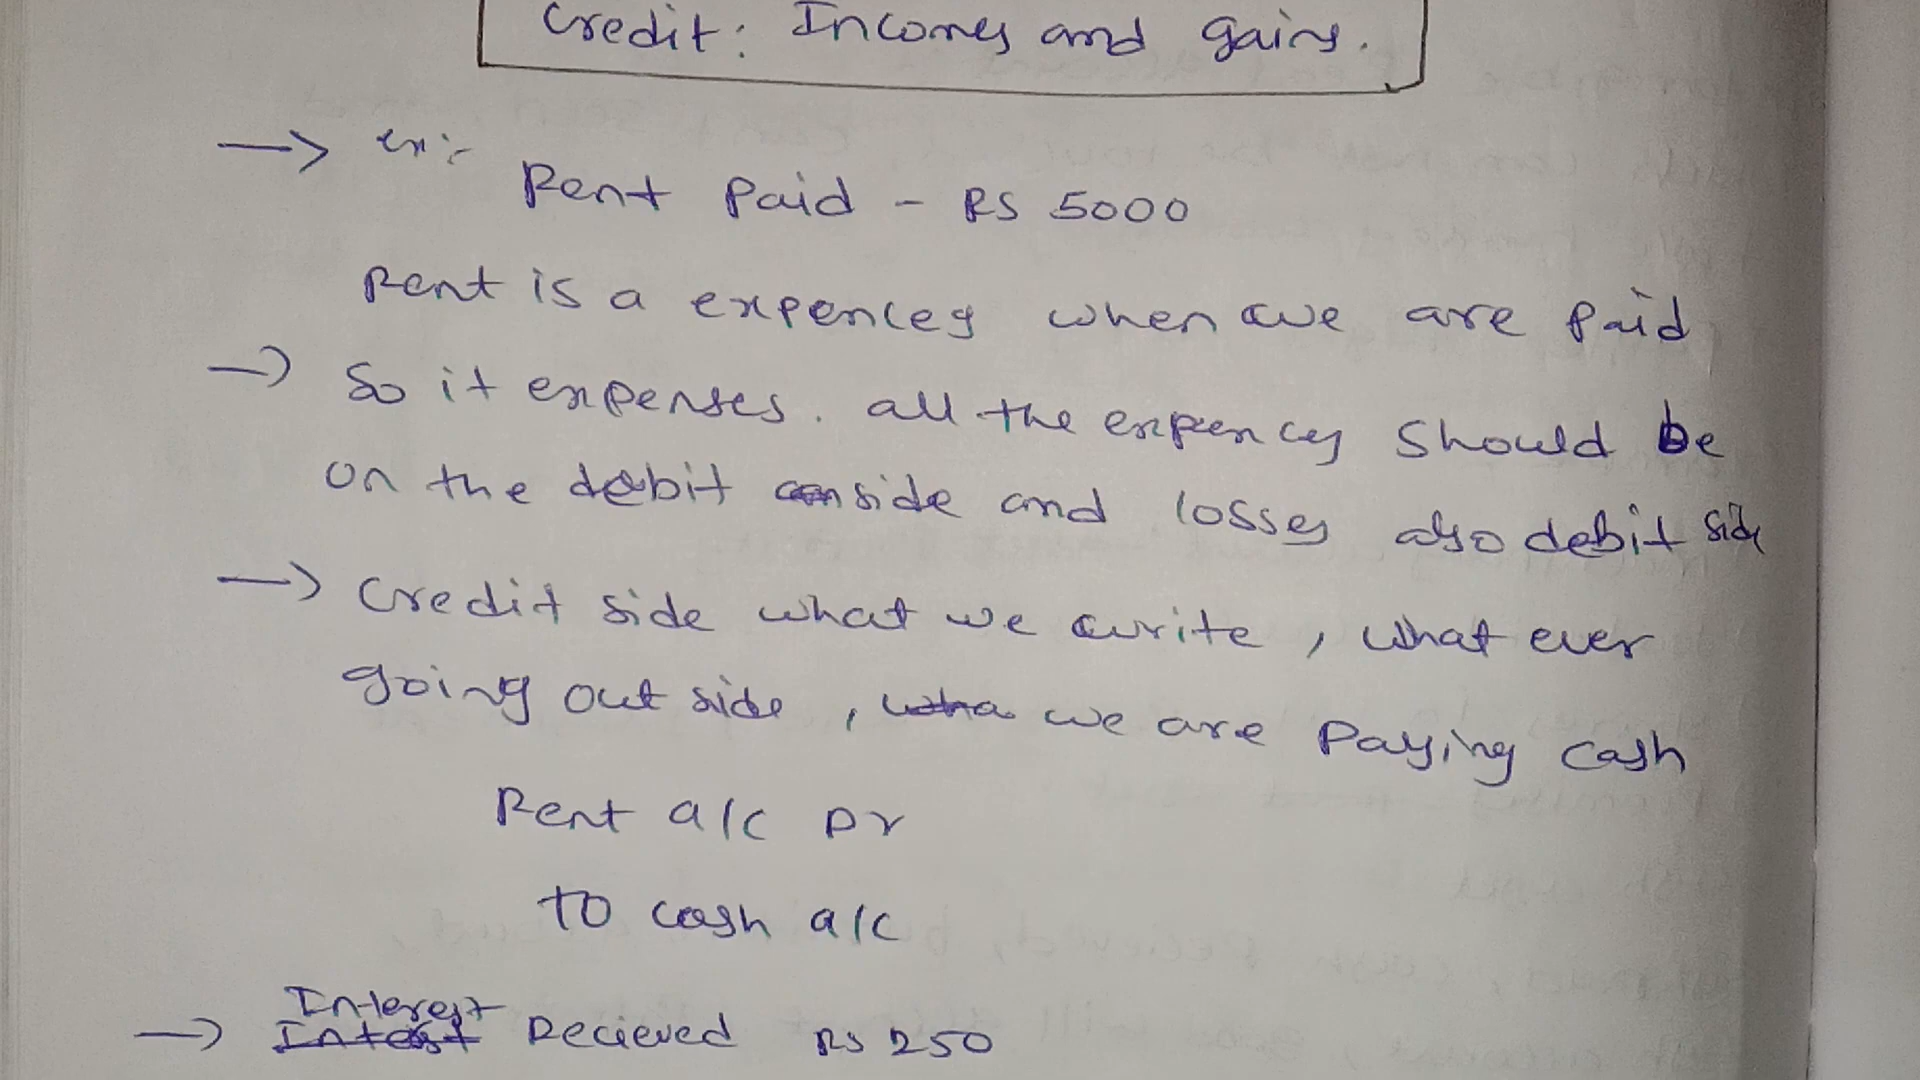 Credit: Incomes and gains.
→ ex:-
Rent Paid - RS 5000
Rent is a expences when we are Paid
→ So it expenses. all the expences should be
on the debit side and losses also debit side
→ Credit side what we write, what ever
going out side, we are Paying cash
Rent a/c Dr
To cash a/c
Interest
→ Intest Recieved Rs 250